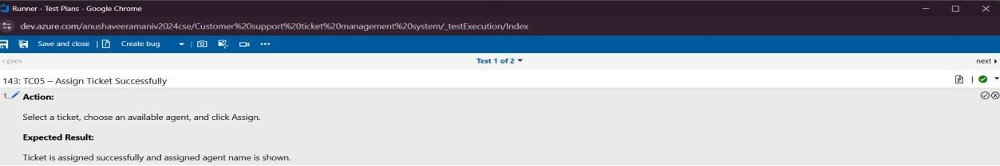 Runner - Test Plans - Google Chrome
dev.azure.com/anushaveeramaniv2024cse/Customer%20support%20ticket%20management%20system/_testExecution/Index
Save and close | Create bug
prev Test 1 of 2 next
143: TC05 – Assign Ticket Successfully
1. Action:
Select a ticket, choose an available agent, and click Assign.
Expected Result:
Ticket is assigned successfully and assigned agent name is shown.